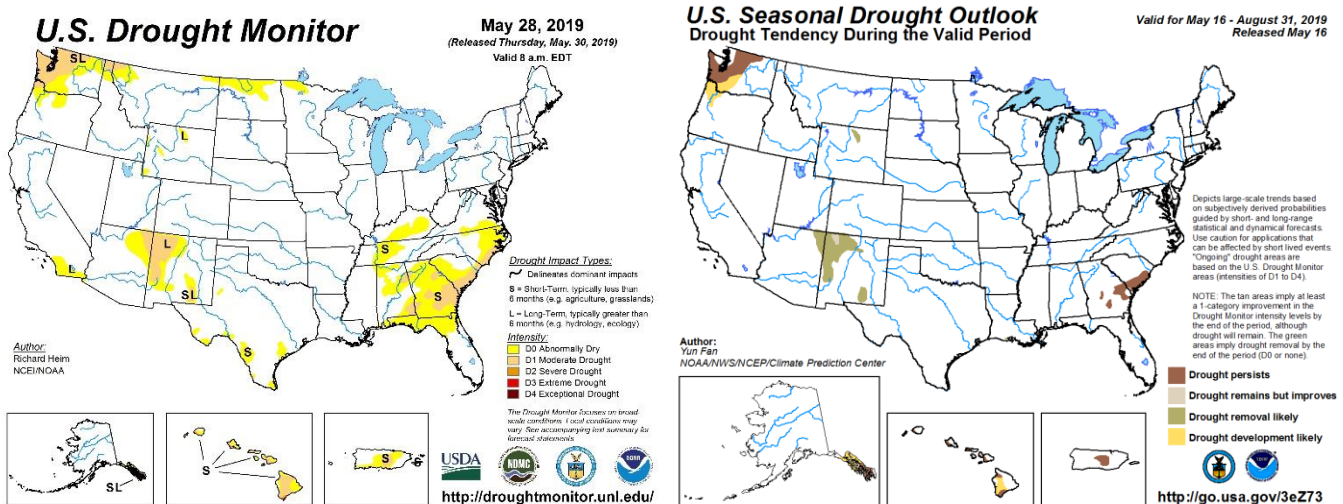 U.S. Drought Monitor
May 28, 2019
(Released Thursday, May. 30, 2019)
Valid 8 a.m. EDT
SL
L
L
L
SL
S
S
S
Drought Impact Types:
Delineates dominant impacts
S = Short-Term, typically less than
6 months (e.g. agriculture, grasslands)
L = Long-Term, typically greater than
6 months (e.g. hydrology, ecology)
Intensity:
D0 Abnormally Dry
D1 Moderate Drought
D2 Severe Drought
D3 Extreme Drought
D4 Exceptional Drought
Author:
Richard Heim
NCEI/NOAA
The Drought Monitor focuses on broad-
scale conditions. Local conditions may
vary. See accompanying text summary for
forecast statements.
SL
S
S
USDA
NDMC
NOAA
http://droughtmonitor.unl.edu/
U.S. Seasonal Drought Outlook
Drought Tendency During the Valid Period
Valid for May 16 - August 31, 2019
Released May 16
Depicts large-scale trends based
on subjectively derived probabilities
guided by short- and long-range
statistical and dynamical forecasts.
Use caution for applications that
can be affected by short lived events.
"Ongoing" drought areas are
based on the U.S. Drought Monitor
areas (intensities of D1 to D4).
NOTE: The tan areas imply at least
a 1-category improvement in the
Drought Monitor intensity levels by
the end of the period, although
drought will remain. The green
areas imply drought removal by the
end of the period (D0 or none).
Author:
Yun Fan
NOAA/NWS/NCEP/Climate Prediction Center
Drought persists
Drought remains but improves
Drought removal likely
Drought development likely
NOAA
http://go.usa.gov/3eZ73